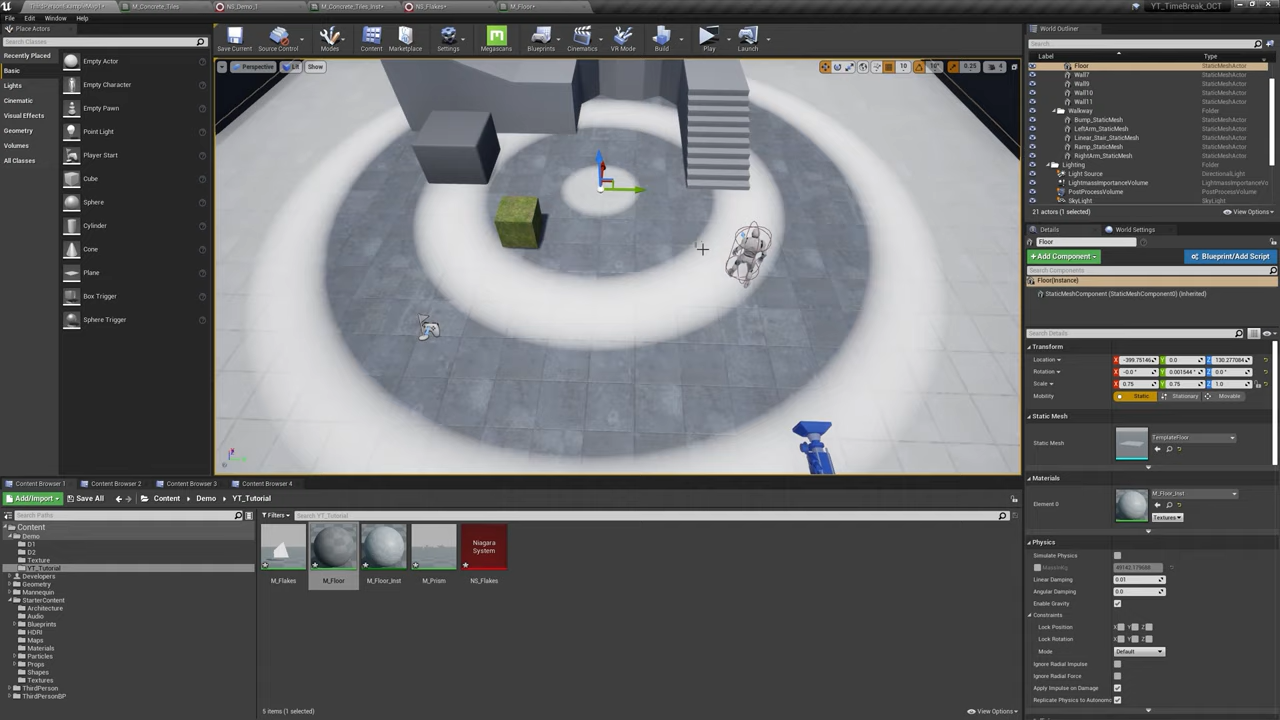 M_Concrete_Tiles
NS_Demo_1
M_Concrete_Tiles_Inst*
NS_Flakes*
M_Floor*
YT_TimeBreak_OCT
File Edit Window Help
Place Actors
World Outliner
Search Classes
Recently Placed
Basic
Lights
Cinematic
Visual Effects
Geometry
Volumes
All Classes
Empty Actor
Empty Character
Empty Pawn
Point Light
Player Start
Cube
Sphere
Cylinder
Cone
Plane
Box Trigger
Sphere Trigger
Save Current
Source Control
Modes
Content
Marketplace
Settings
Megascans
Blueprints
Cinematics
VR Mode
Build
Play
Launch
Perspective Lit Show
10 10° 0.25 4
Search...
Label Type
Floor StaticMeshActor
Wall7 StaticMeshActor
Wall9 StaticMeshActor
Wall10 StaticMeshActor
Wall11 StaticMeshActor
Walkway Folder
Bump_StaticMesh StaticMeshActor
LeftArm_StaticMesh StaticMeshActor
Linear_Stair_StaticMesh StaticMeshActor
Ramp_StaticMesh StaticMeshActor
RightArm_StaticMesh StaticMeshActor
Lighting Folder
Light Source DirectionalLight
LightmassImportanceVolume LightmassImportanceVo
PostProcessVolume PostProcessVolume
SkyLight SkyLight
21 actors (1 selected) View Options
Details World Settings
Floor
+Add Component Blueprint/Add Script
Search Components
Floor(Instance)
StaticMeshComponent (StaticMeshComponent0) (Inherited)
Search Details
Transform
Location X -399.75146 Y 0.0 Z 130.277084
Rotation X -0.0° Y 0.001544° Z 0.0°
Scale X 0.75 Y 0.75 Z 1.0
Mobility Static Stationary Movable
Static Mesh
Static Mesh TemplateFloor
Materials
Element 0 M_Floor_Inst
Textures
Physics
Simulate Physics
MassInKg 49142.179688
Linear Damping 0.01
Angular Damping 0.0
Enable Gravity
Constraints
Lock Position X Y Z
Lock Rotation X Y Z
Mode Default
Ignore Radial Impulse
Ignore Radial Force
Apply Impulse on Damage
Replicate Physics to Autonomo
Content Browser 1 Content Browser 2 Content Browser 3 Content Browser 4
Add/Import Save All Content Demo YT_Tutorial
Search Paths
Filters Search YT_Tutorial
Content
Demo
D1
D2
Texture
YT_Tutorial
Developers
Geometry
Mannequin
StarterContent
Architecture
Audio
Blueprints
HDRI
Maps
Materials
Particles
Props
Shapes
Textures
ThirdPerson
ThirdPersonBP
Niagara
System
M_Flakes M_Floor M_Floor_Inst M_Prism NS_Flakes
5 items (1 selected) View Options